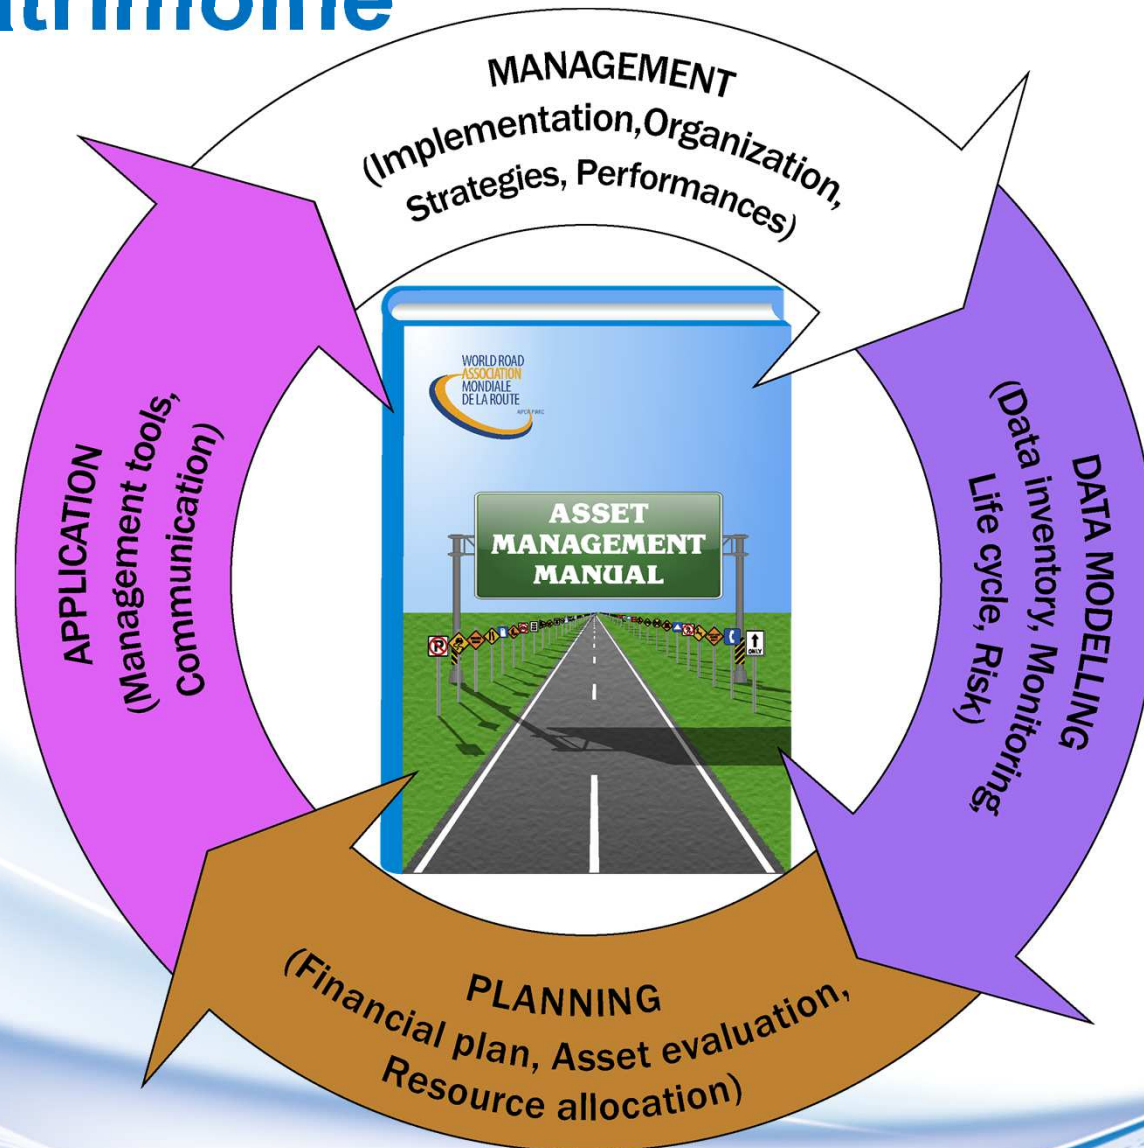 MANAGEMENT
(Implementation,Organization,
Strategies, Performances)
DATA MODELLING
(Data inventory, Monitoring,
Life cycle, Risk)
PLANNING
(Financial plan, Asset evaluation,
Resource allocation)
APPLICATION
(Management tools,
Communication)
WORLD ROAD
ASSOCIATION
MONDIALE
DE LA ROUTE
ASSET
MANAGEMENT
MANUAL
P
ONLY